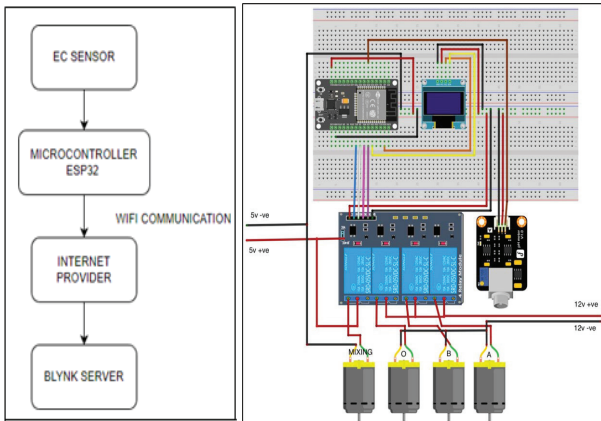 EC SENSOR
MICROCONTROLLER
ESP32
WIFI COMMUNICATION
INTERNET
PROVIDER
BLYNK SERVER
5v -ve
5v +ve
12v +ve
12v -ve
MIXING
O
B
A